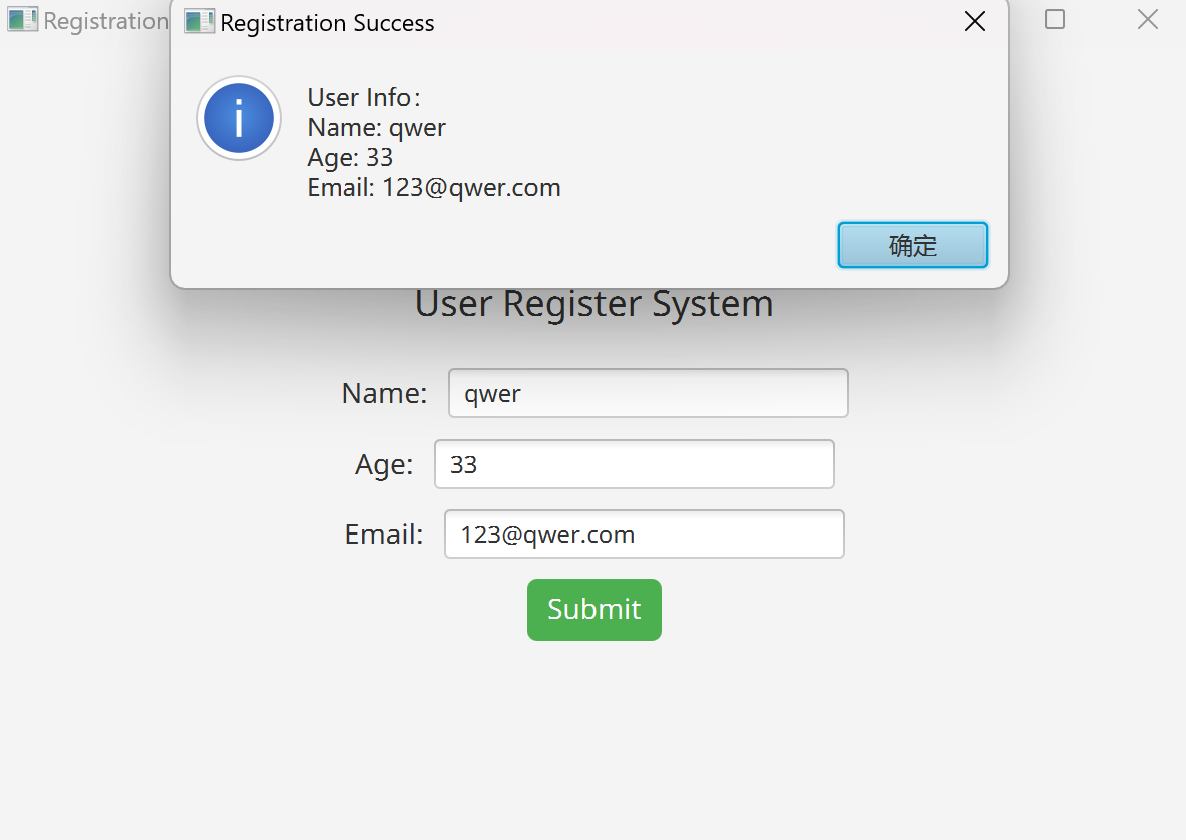 Registration
Registration Success
User Info:
Name: qwer
Age: 33
Email: 123@qwer.com
确定
User Register System
Name: qwer
Age: 33
Email: 123@qwer.com
Submit